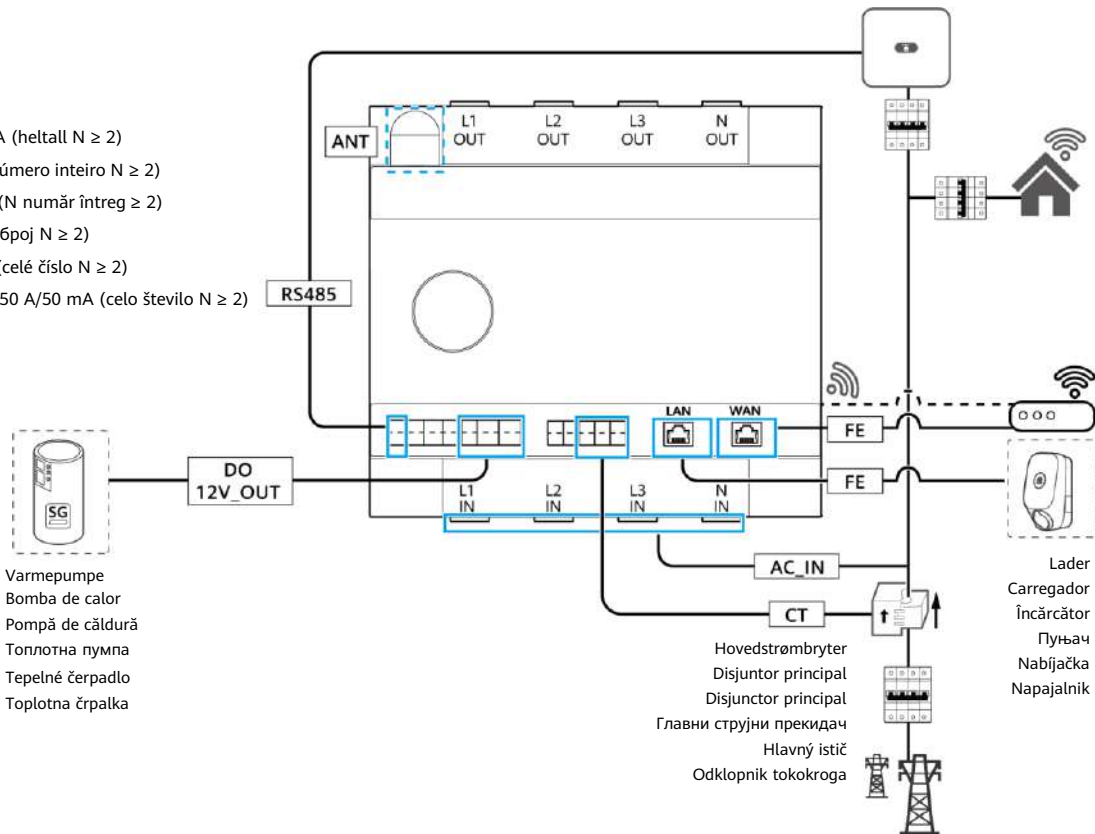 A (heltall N ≥ 2)
úmero inteiro N ≥ 2)
(N număr întreg ≥ 2)
број N ≥ 2)
(celé číslo N ≥ 2)
50 A/50 mA (celo število N ≥ 2)
ANT
L1 OUT
L2 OUT
L3 OUT
N OUT
RS485
LAN
WAN
FE
FE
DO
12V_OUT
SG
L1 IN
L2 IN
L3 IN
N IN
AC_IN
CT
Varmepumpe
Bomba de calor
Pompă de căldură
Топлотна пумпа
Tepelné čerpadlo
Toplotna črpalka
Lader
Carregador
Încărcător
Пуњач
Nabíjačka
Napajalnik
Hovedstrømbryter
Disjuntor principal
Disjunctor principal
Главни струјни прекидач
Hlavný istič
Odklopnik tokokroga